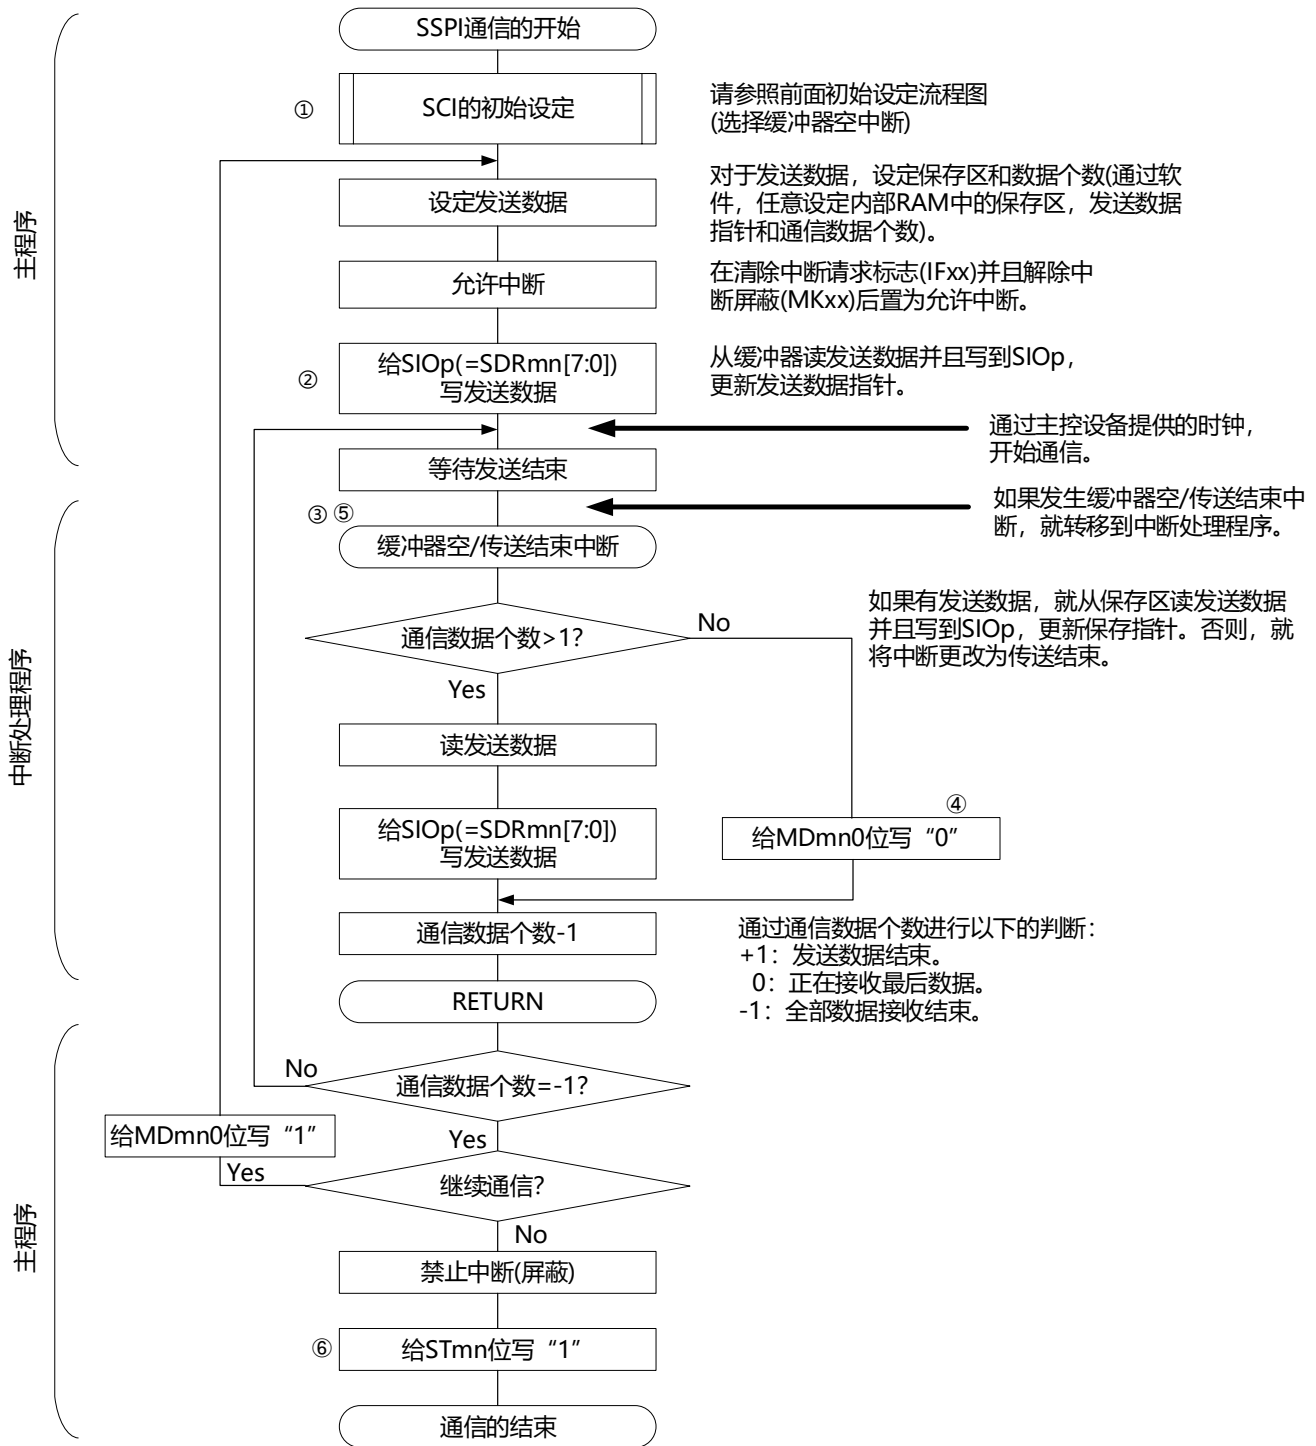 SSPI通信的开始
①
SCI的初始设定
请参照前面初始设定流程图
(选择缓冲器空中断)
设定发送数据
对于发送数据，设定保存区和数据个数(通过软
件，任意设定内部RAM中的保存区，发送数据
指针和通信数据个数)。
主程序
允许中断
在清除中断请求标志(IFxx)并且解除中
断屏蔽(MKxx)后置为允许中断。
②
给SIOp(=SDRmn[7:0])
写发送数据
从缓冲器读发送数据并且写到SIOp，
更新发送数据指针。
通过主控设备提供的时钟，
开始通信。
等待发送结束
如果发生缓冲器空/传送结束中
断，就转移到中断处理程序。
③ ⑤
缓冲器空/传送结束中断
通信数据个数>1?
No
如果有发送数据，就从保存区读发送数据
并且写到SIOp，更新保存指针。否则，就
将中断更改为传送结束。
Yes
中断处理程序
读发送数据
④
给SIOp(=SDRmn[7:0])
写发送数据
给MDmn0位写“0”
通信数据个数-1
通过通信数据个数进行以下的判断：
+1：发送数据结束。
0：正在接收最后数据。
-1：全部数据接收结束。
RETURN
No
通信数据个数=-1?
给MDmn0位写“1”
Yes
Yes
继续通信?
主程序
No
禁止中断(屏蔽)
⑥
给STmn位写“1”
通信的结束